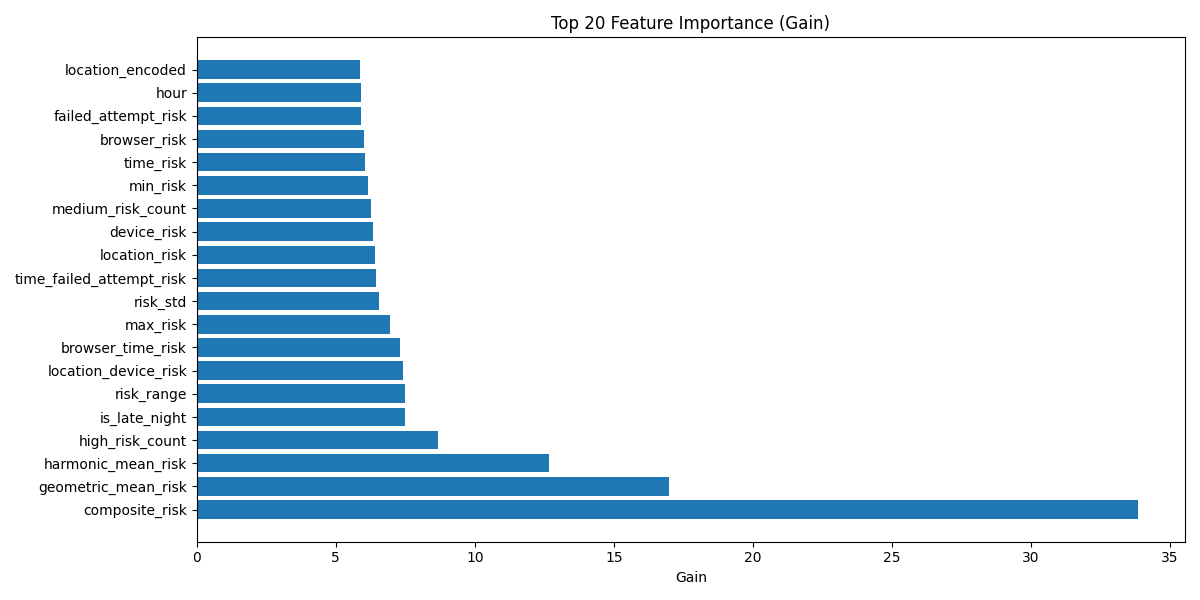 Top 20 Feature Importance (Gain)
location_encoded
hour
failed_attempt_risk
browser_risk
time_risk
min_risk
medium_risk_count
device_risk
location_risk
time_failed_attempt_risk
risk_std
max_risk
browser_time_risk
location_device_risk
risk_range
is_late_night
high_risk_count
harmonic_mean_risk
geometric_mean_risk
composite_risk
0 5 10 15 20 25 30 35
Gain